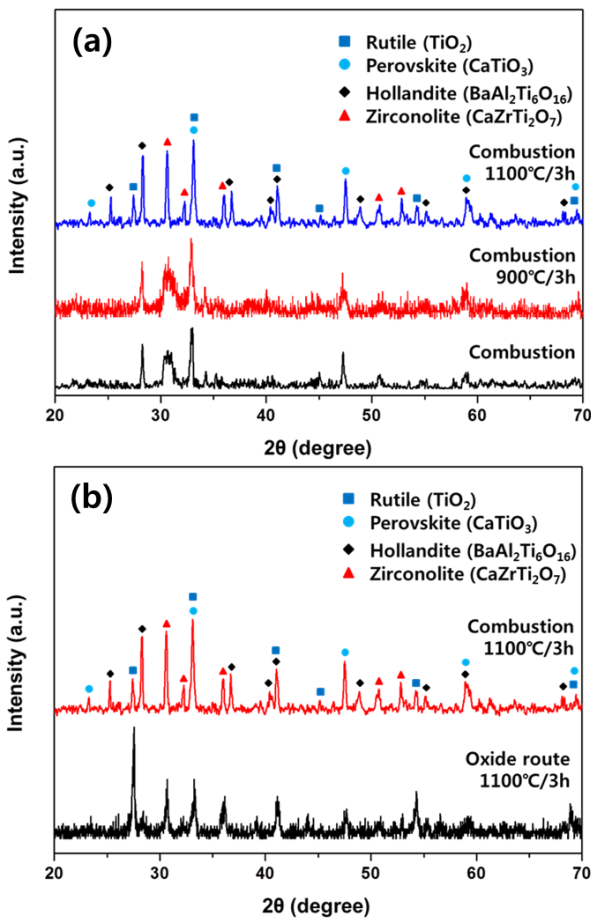 (a)
Rutile (TiO₂)
Perovskite (CaTiO₃)
Hollandite (BaAl₂Ti₆O₁₆)
Zirconolite (CaZrTi₂O₇)
Combustion
1100℃/3h
Combustion
900℃/3h
Combustion
Intensity (a.u.)
20 30 40 50 60 70
2θ (degree)
(b)
Rutile (TiO₂)
Perovskite (CaTiO₃)
Hollandite (BaAl₂Ti₆O₁₆)
Zirconolite (CaZrTi₂O₇)
Combustion
1100℃/3h
Oxide route
1100℃/3h
Intensity (a.u.)
20 30 40 50 60 70
2θ (degree)